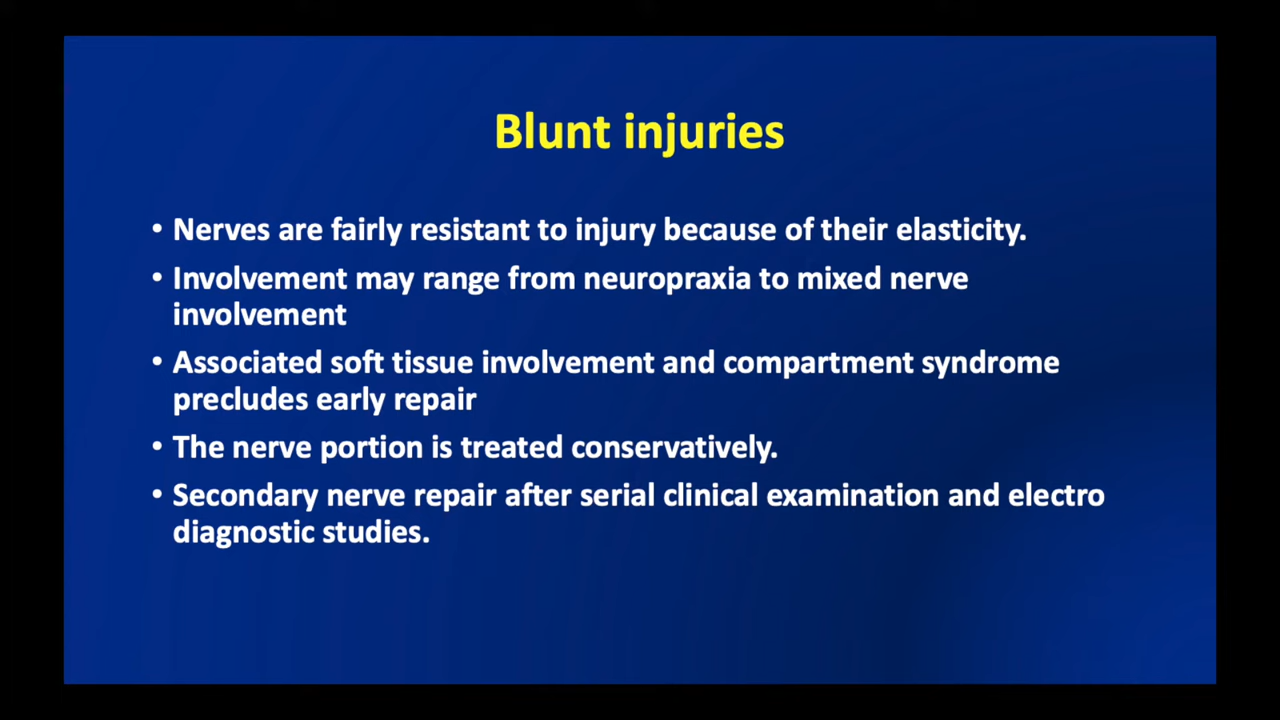 Blunt injuries
• Nerves are fairly resistant to injury because of their elasticity.
• Involvement may range from neuropraxia to mixed nerve
involvement
• Associated soft tissue involvement and compartment syndrome
precludes early repair
• The nerve portion is treated conservatively.
• Secondary nerve repair after serial clinical examination and electro
diagnostic studies.